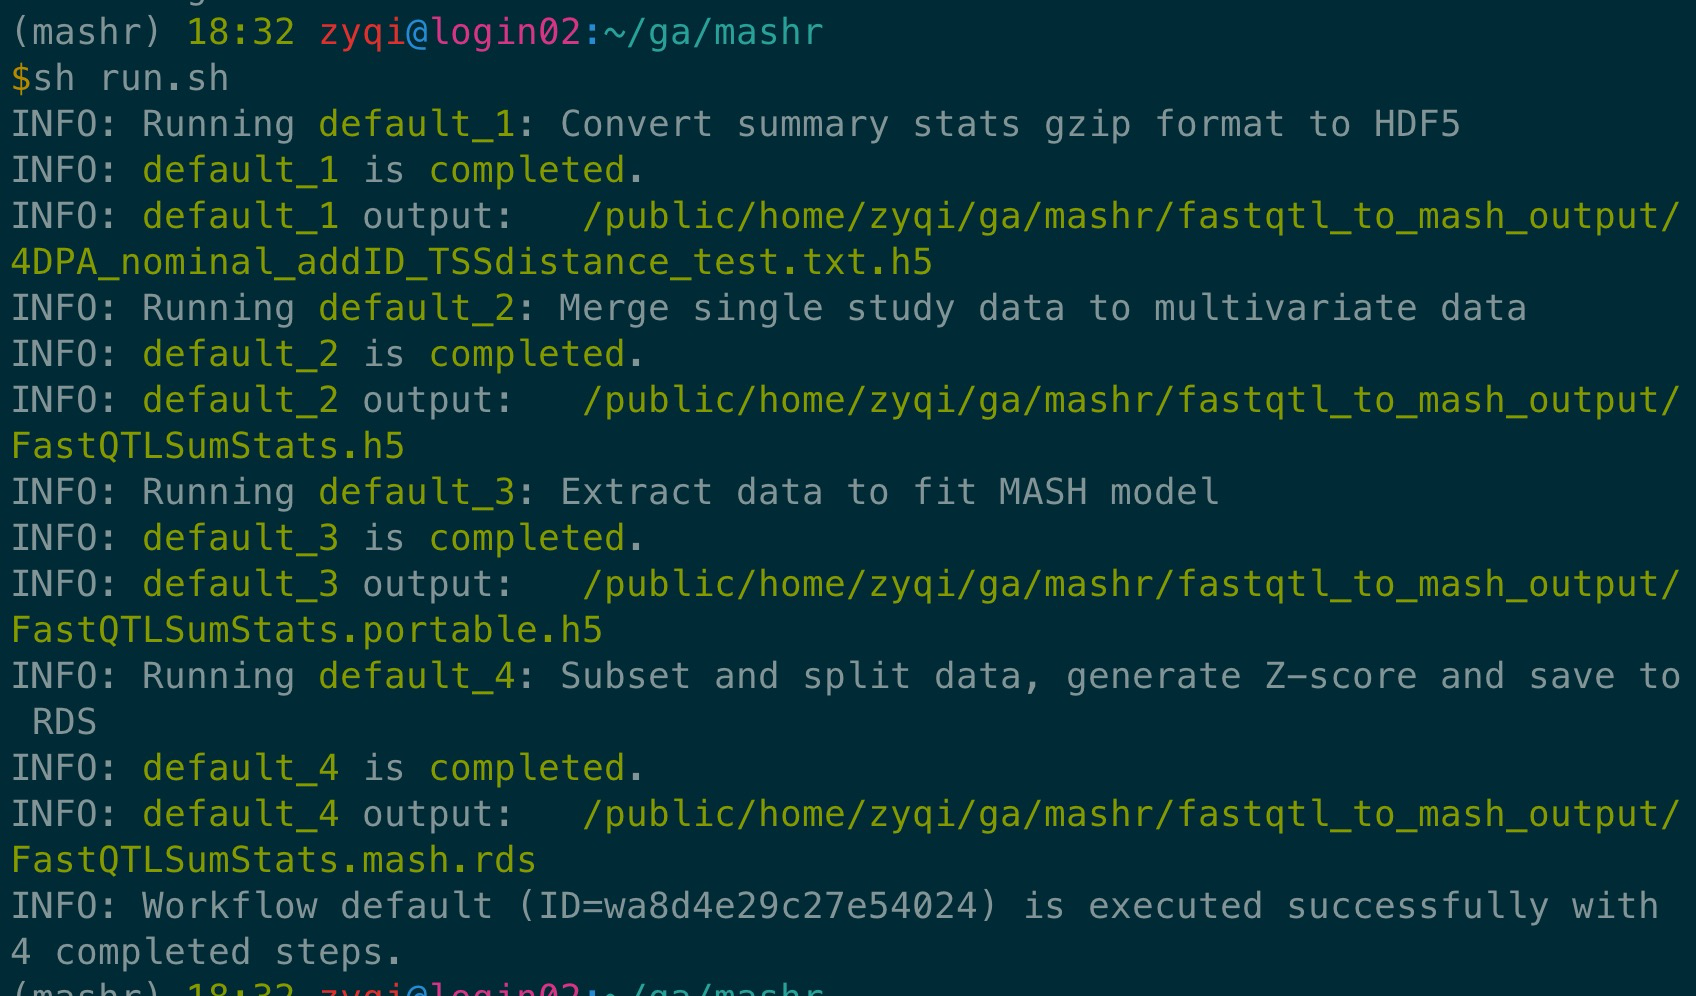 (mashr) 18:32 zyqi@login02:~/ga/mashr
$sh run.sh
INFO: Running default_1: Convert summary stats gzip format to HDF5
INFO: default_1 is completed.
INFO: default_1 output:   /public/home/zyqi/ga/mashr/fastqtl_to_mash_output/
4DPA_nominal_addID_TSSdistance_test.txt.h5
INFO: Running default_2: Merge single study data to multivariate data
INFO: default_2 is completed.
INFO: default_2 output:   /public/home/zyqi/ga/mashr/fastqtl_to_mash_output/
FastQTLSumStats.h5
INFO: Running default_3: Extract data to fit MASH model
INFO: default_3 is completed.
INFO: default_3 output:   /public/home/zyqi/ga/mashr/fastqtl_to_mash_output/
FastQTLSumStats.portable.h5
INFO: Running default_4: Subset and split data, generate Z-score and save to
 RDS
INFO: default_4 is completed.
INFO: default_4 output:   /public/home/zyqi/ga/mashr/fastqtl_to_mash_output/
FastQTLSumStats.mash.rds
INFO: Workflow default (ID=wa8d4e29c27e54024) is executed successfully with
4 completed steps.
(mashr) 18:32 zyqi@login02:~/ga/mashr